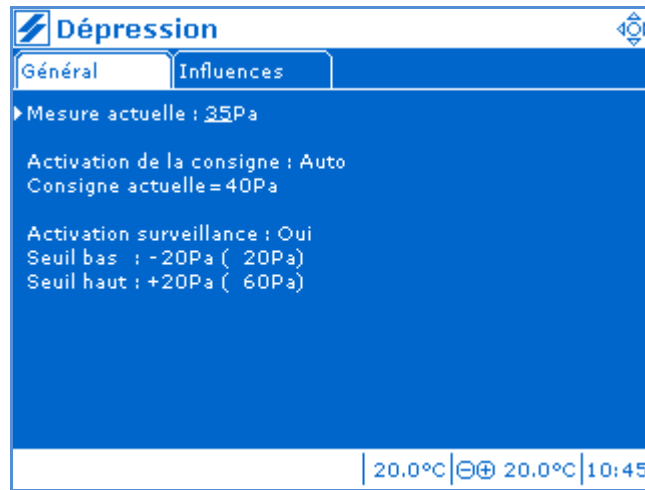 Dépression
Général Influences
Mesure actuelle : 35Pa
Activation de la consigne : Auto
Consigne actuelle=40Pa
Activation surveillance : Oui
Seuil bas : -20Pa ( 20Pa)
Seuil haut : +20Pa ( 60Pa)
20.0°C ⊖⊕ 20.0°C 10:45